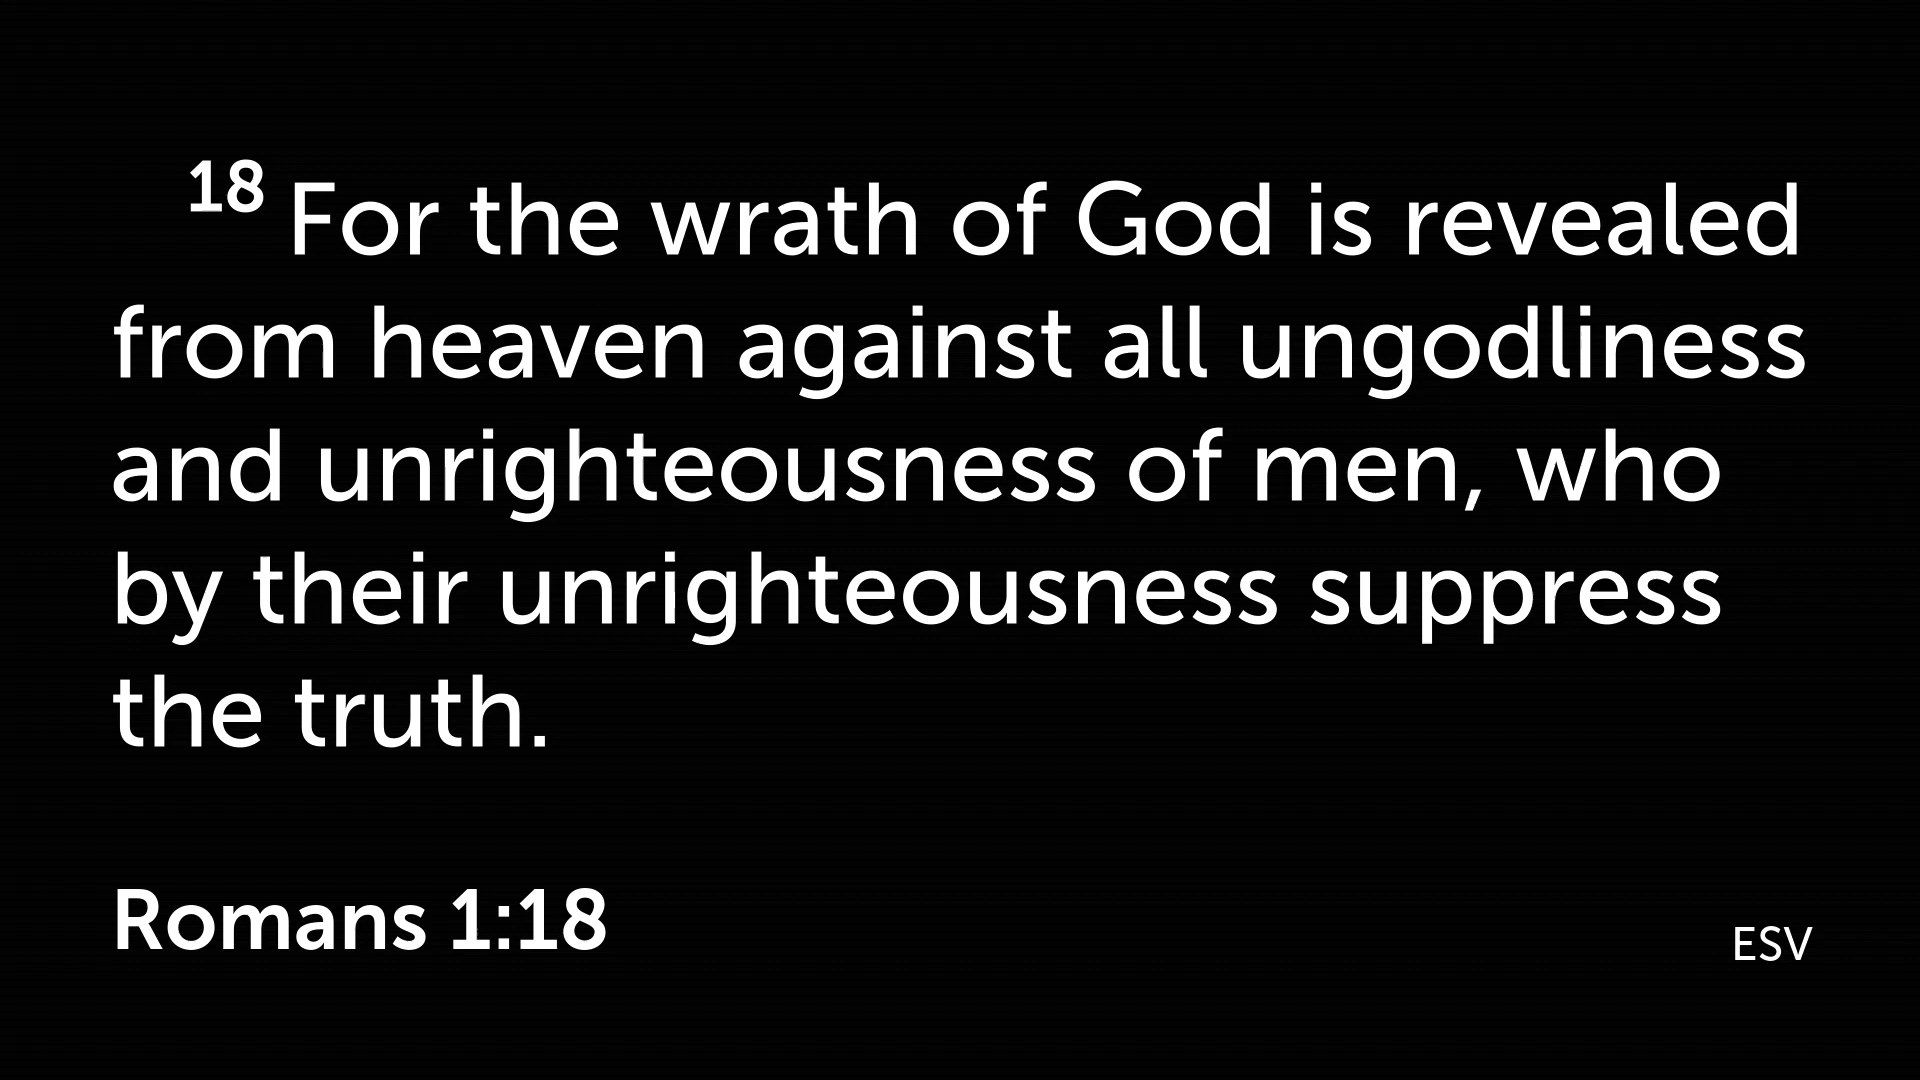 18 For the wrath of God is revealed
from heaven against all ungodliness
and unrighteousness of men, who
by their unrighteousness suppress
the truth.
Romans 1:18
ESV